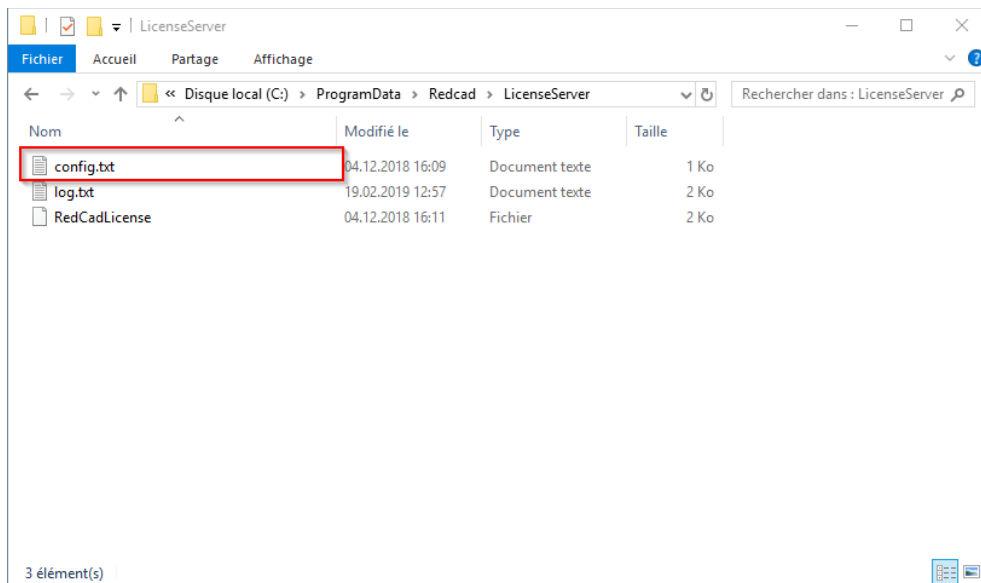 LicenseServer
Fichier Accueil Partage Affichage
« Disque local (C:) > ProgramData > Redcad > LicenseServer Rechercher dans : LicenseServer
Nom Modifié le Type Taille
config.txt 04.12.2018 16:09 Document texte 1 Ko
log.txt 19.02.2019 12:57 Document texte 2 Ko
RedCadLicense 04.12.2018 16:11 Fichier 2 Ko
3 élément(s)